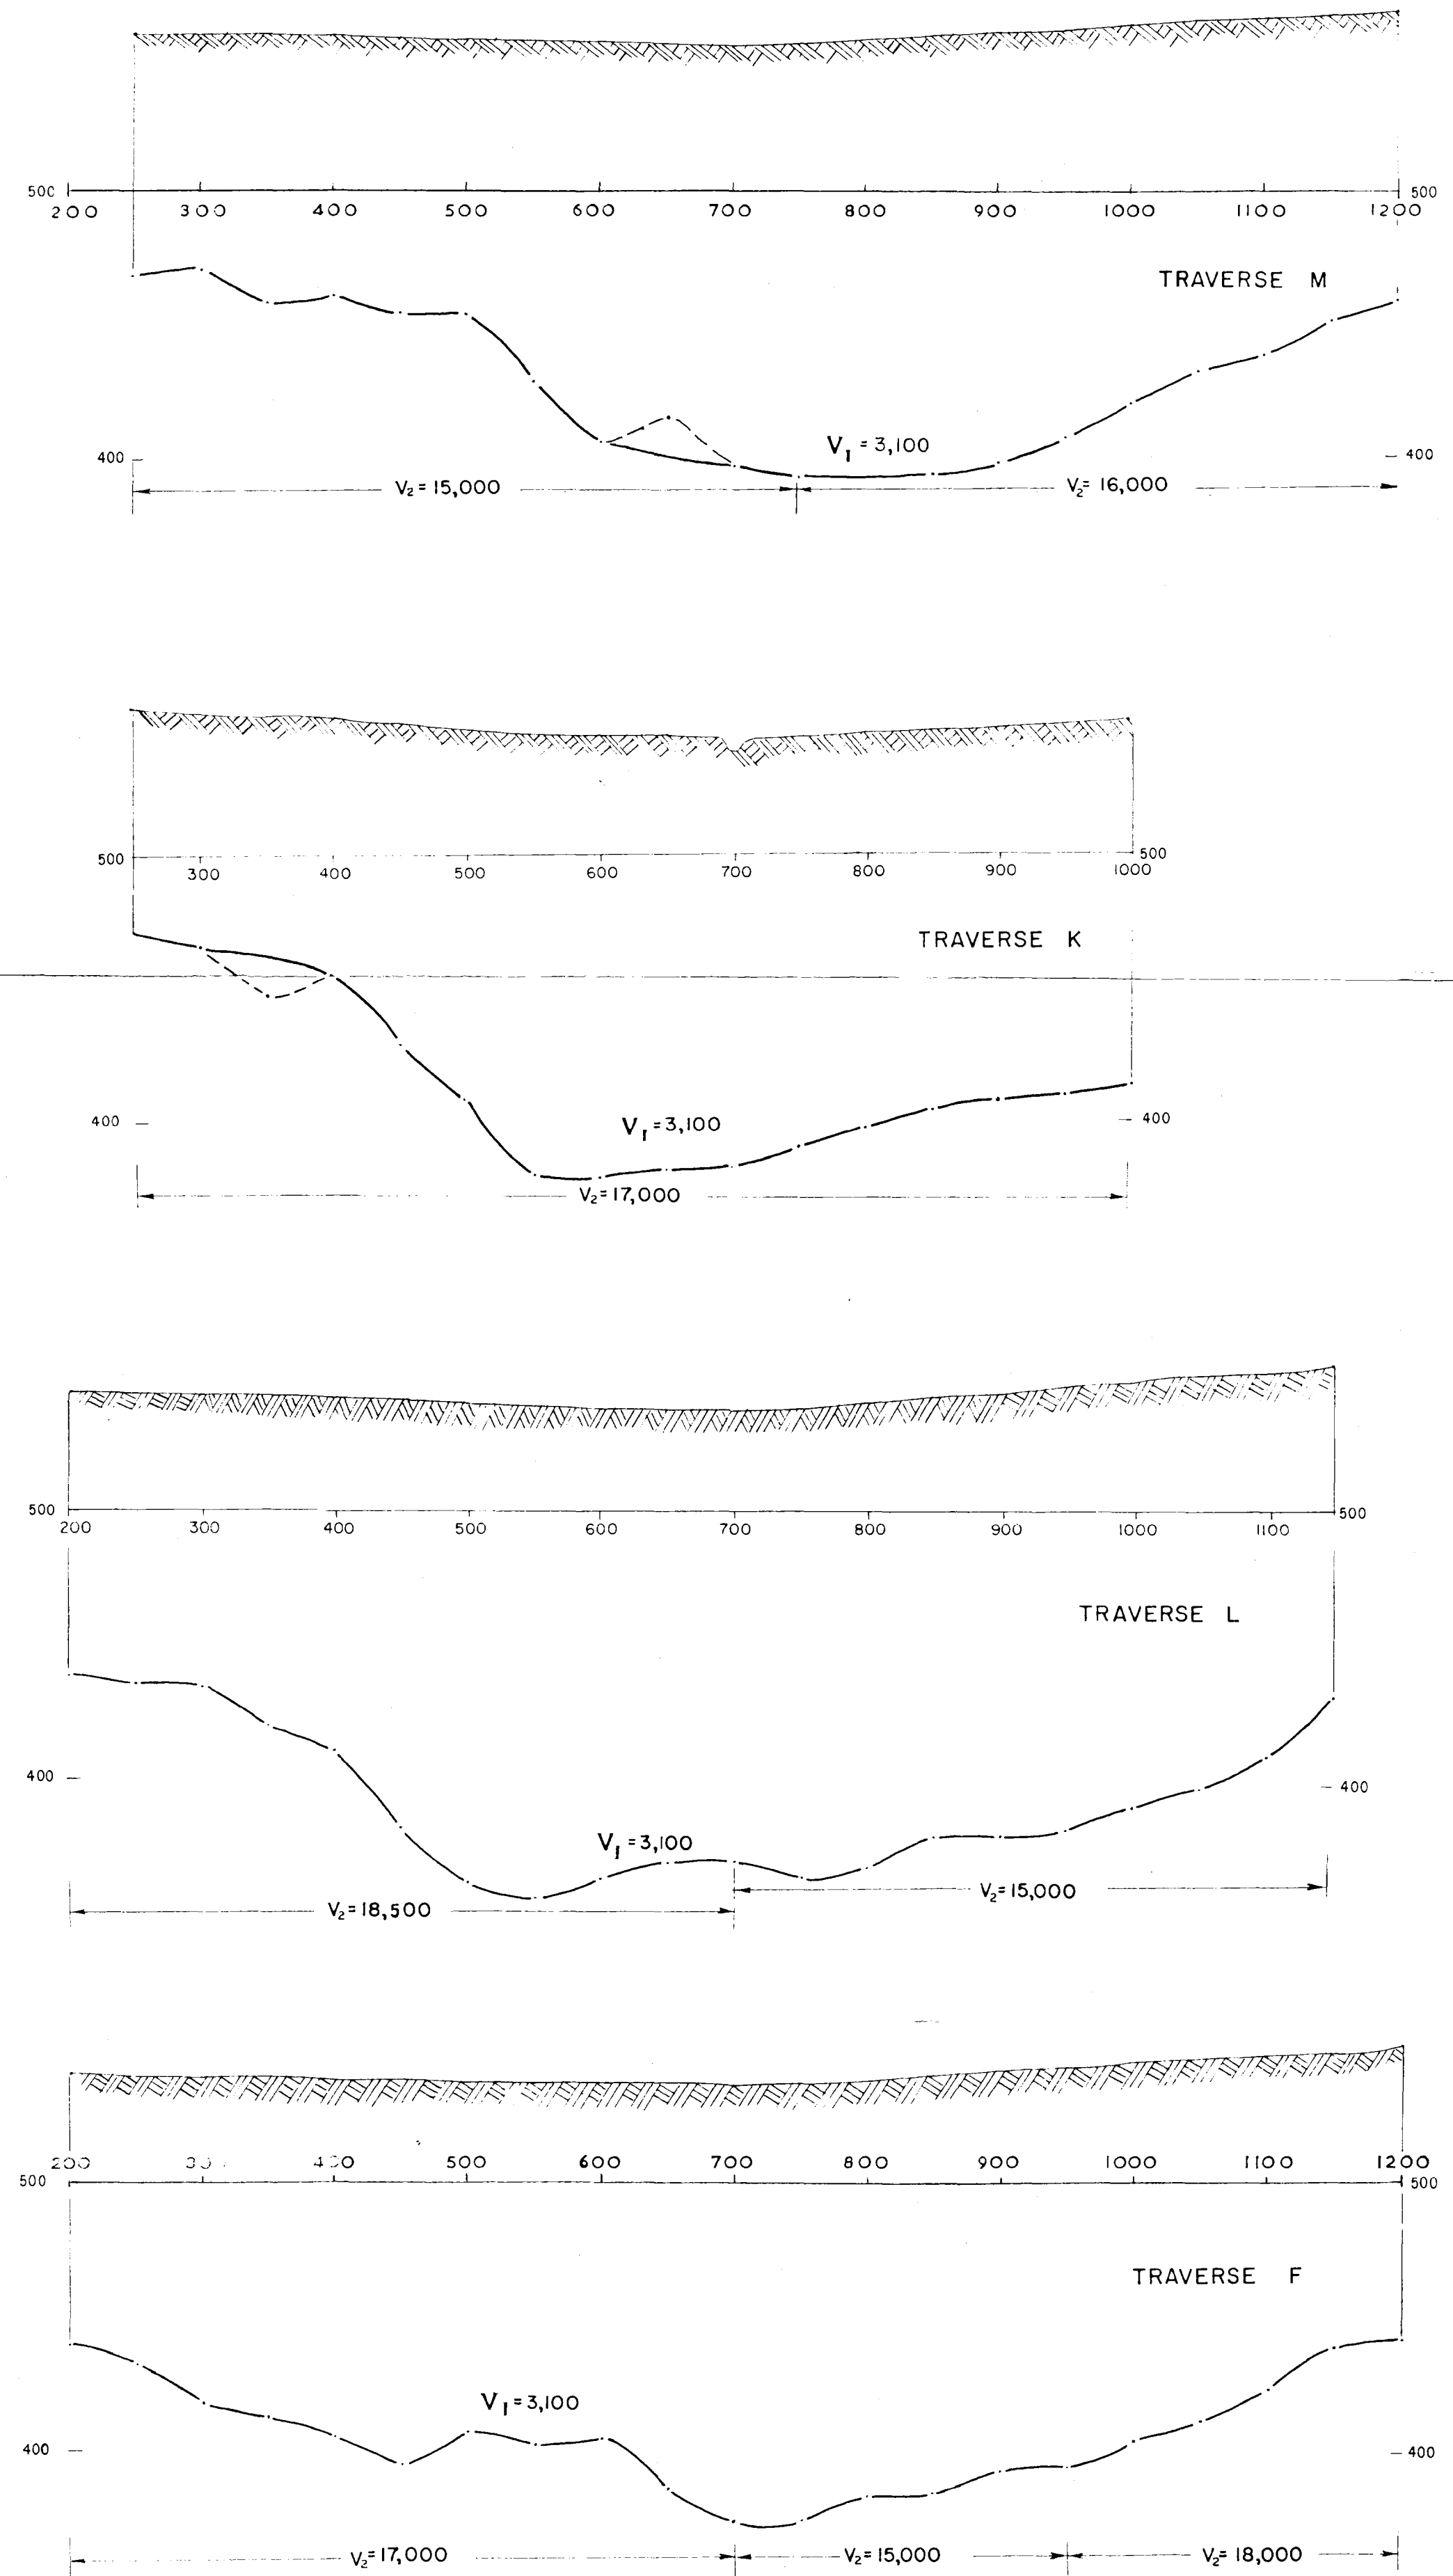 500 500
200 300 400 500 600 700 800 900 1000 1100 1200
TRAVERSE M
V₁ = 3,100
400 400
V₂ = 15,000 V₂ = 16,000
500 500
300 400 500 600 700 800 900 1000
TRAVERSE K
400 V₁ = 3,100 400
V₂ = 17,000
500 500
200 300 400 500 600 700 800 900 1000 1100
TRAVERSE L
400 400
V₁ = 3,100
V₂ = 15,000
V₂ = 18,500
200 300 400 500 600 700 800 900 1000 1100 1200
500 500
TRAVERSE F
V₁ = 3,100
400 400
V₂ = 17,000 V₂ = 15,000 V₂ = 18,000